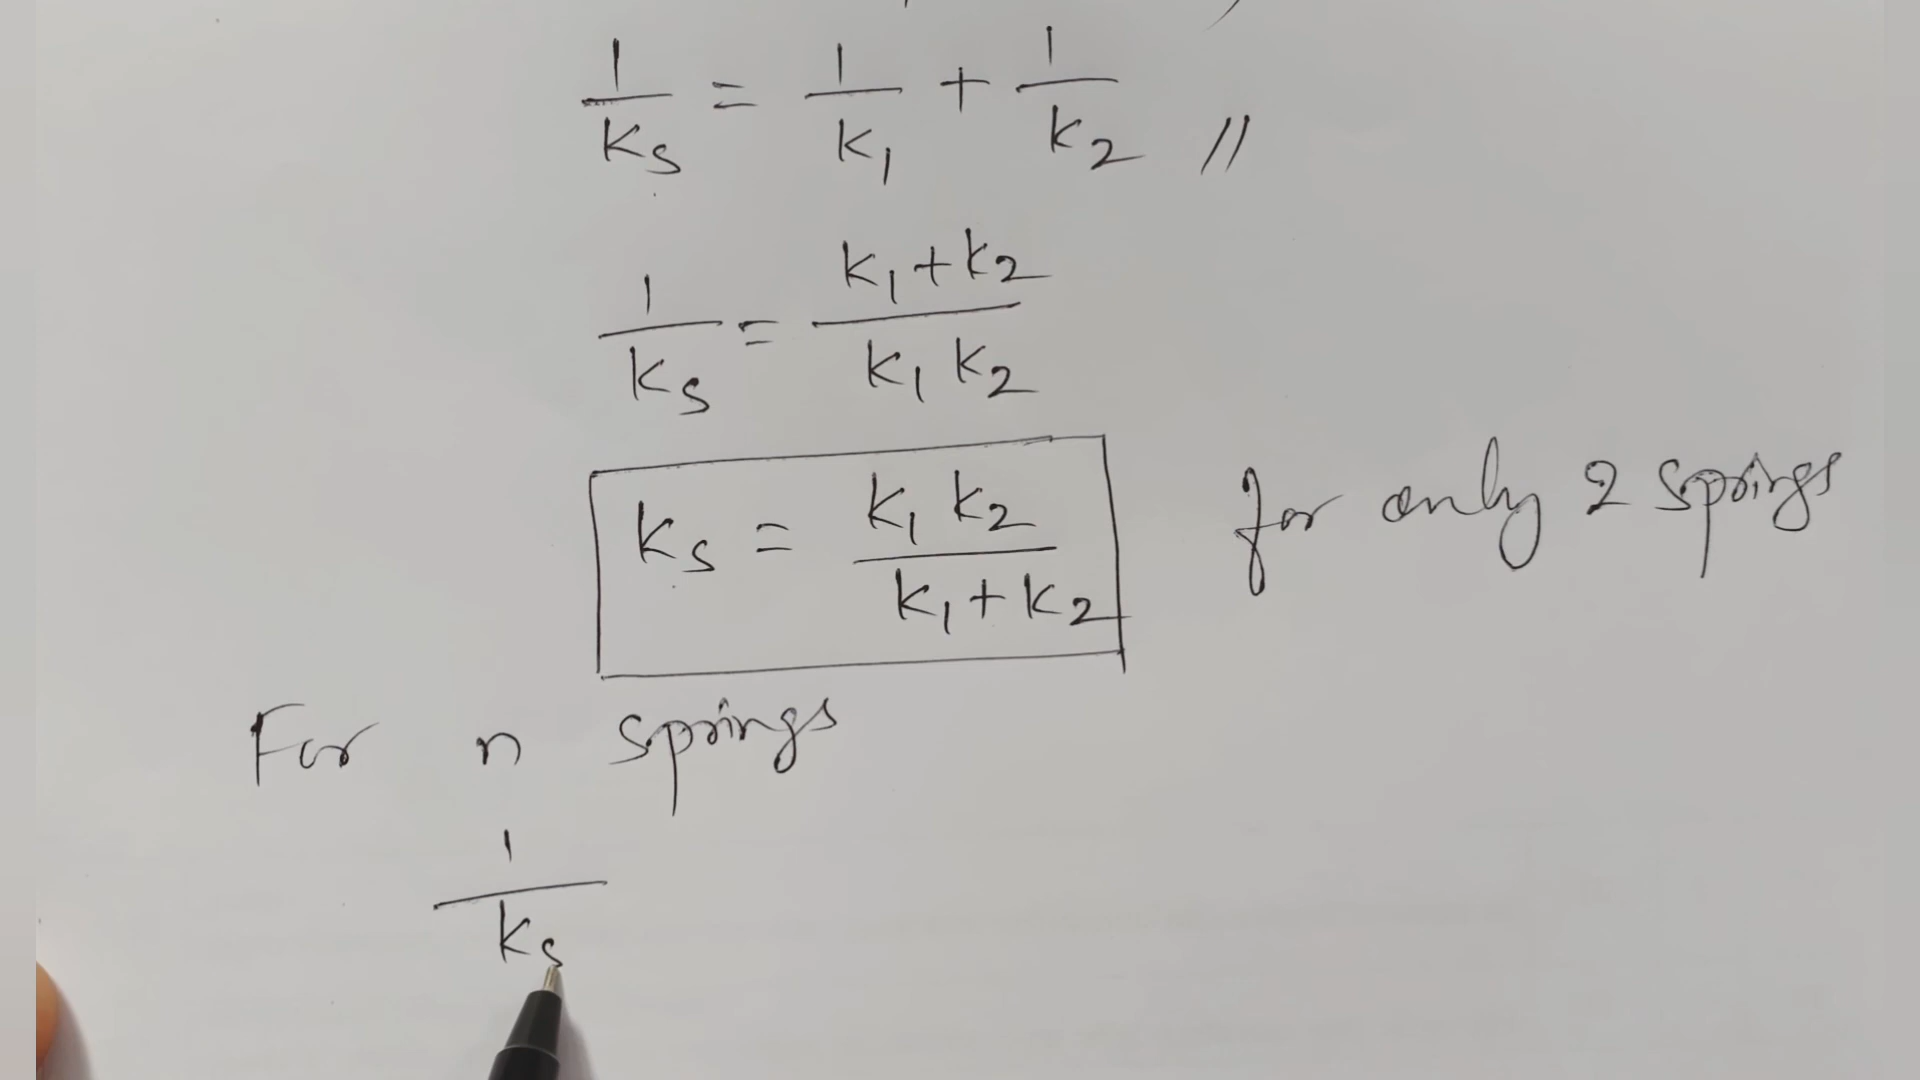 1/ks = 1/k1 + 1/k2 //
1/ks = k1+k2 / k1 k2
ks = k1 k2 / k1+k2 for only 2 springs
For n springs
1/ks